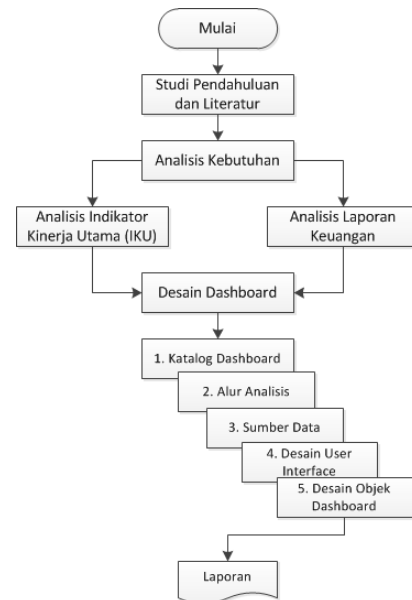 Mulai
Studi Pendahuluan
dan Literatur
Analisis Kebutuhan
Analisis Indikator
Kinerja Utama (IKU)
Analisis Laporan
Keuangan
Desain Dashboard
1. Katalog Dashboard
2. Alur Analisis
3. Sumber Data
4. Desain User
Interface
5. Desain Objek
Dashboard
Laporan